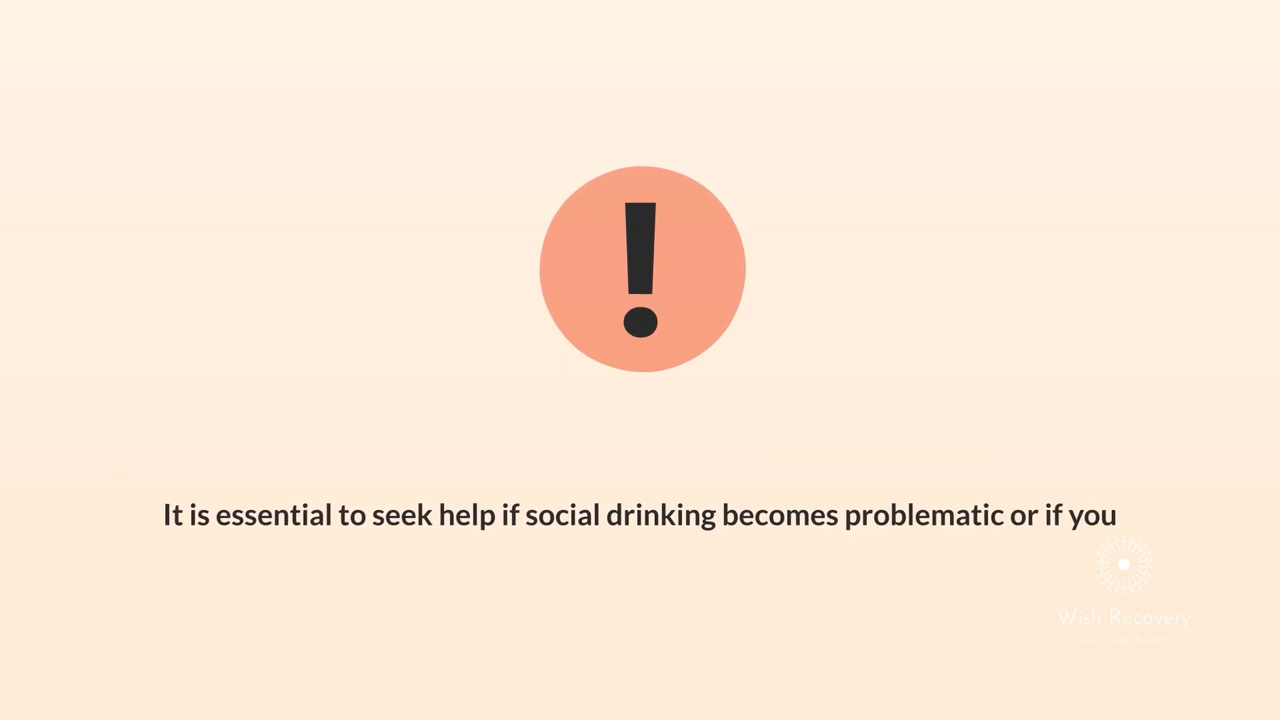 !
It is essential to seek help if social drinking becomes problematic or if you
Wish Recovery